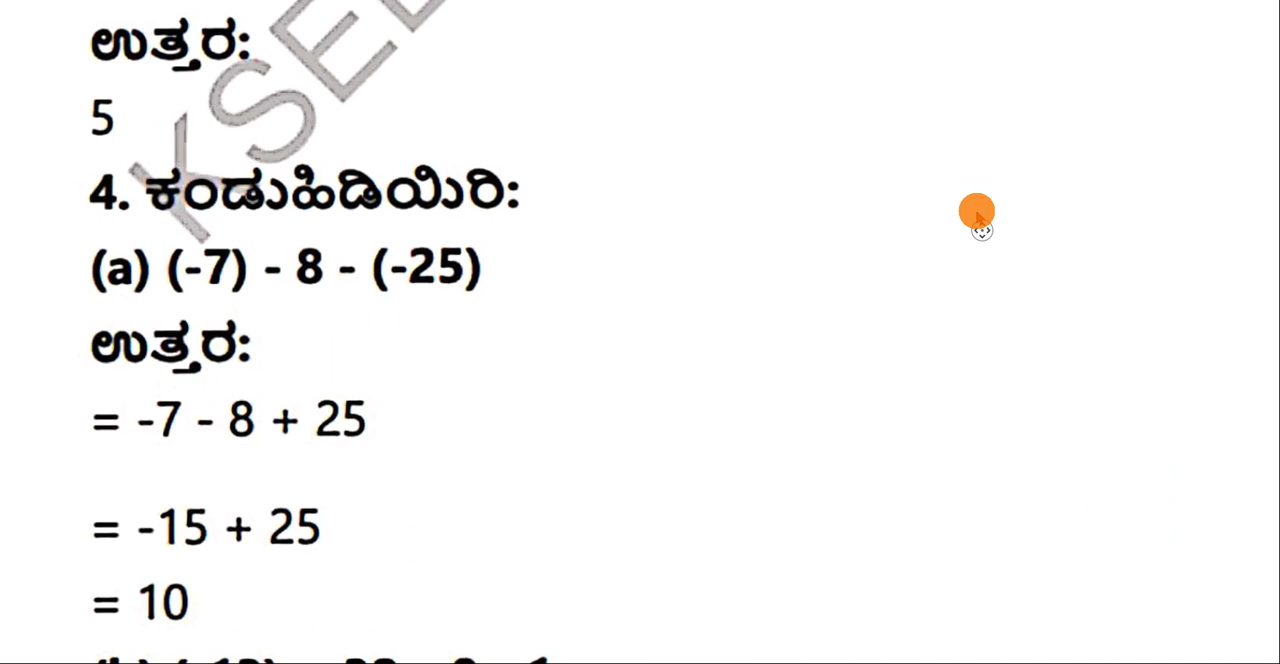 ಉತ್ತರ:
5
4. ಕಂಡುಹಿಡಿಯಿರಿ:
(a) (-7) - 8 - (-25)
ಉತ್ತರ:
= -7 - 8 + 25
= -15 + 25
= 10